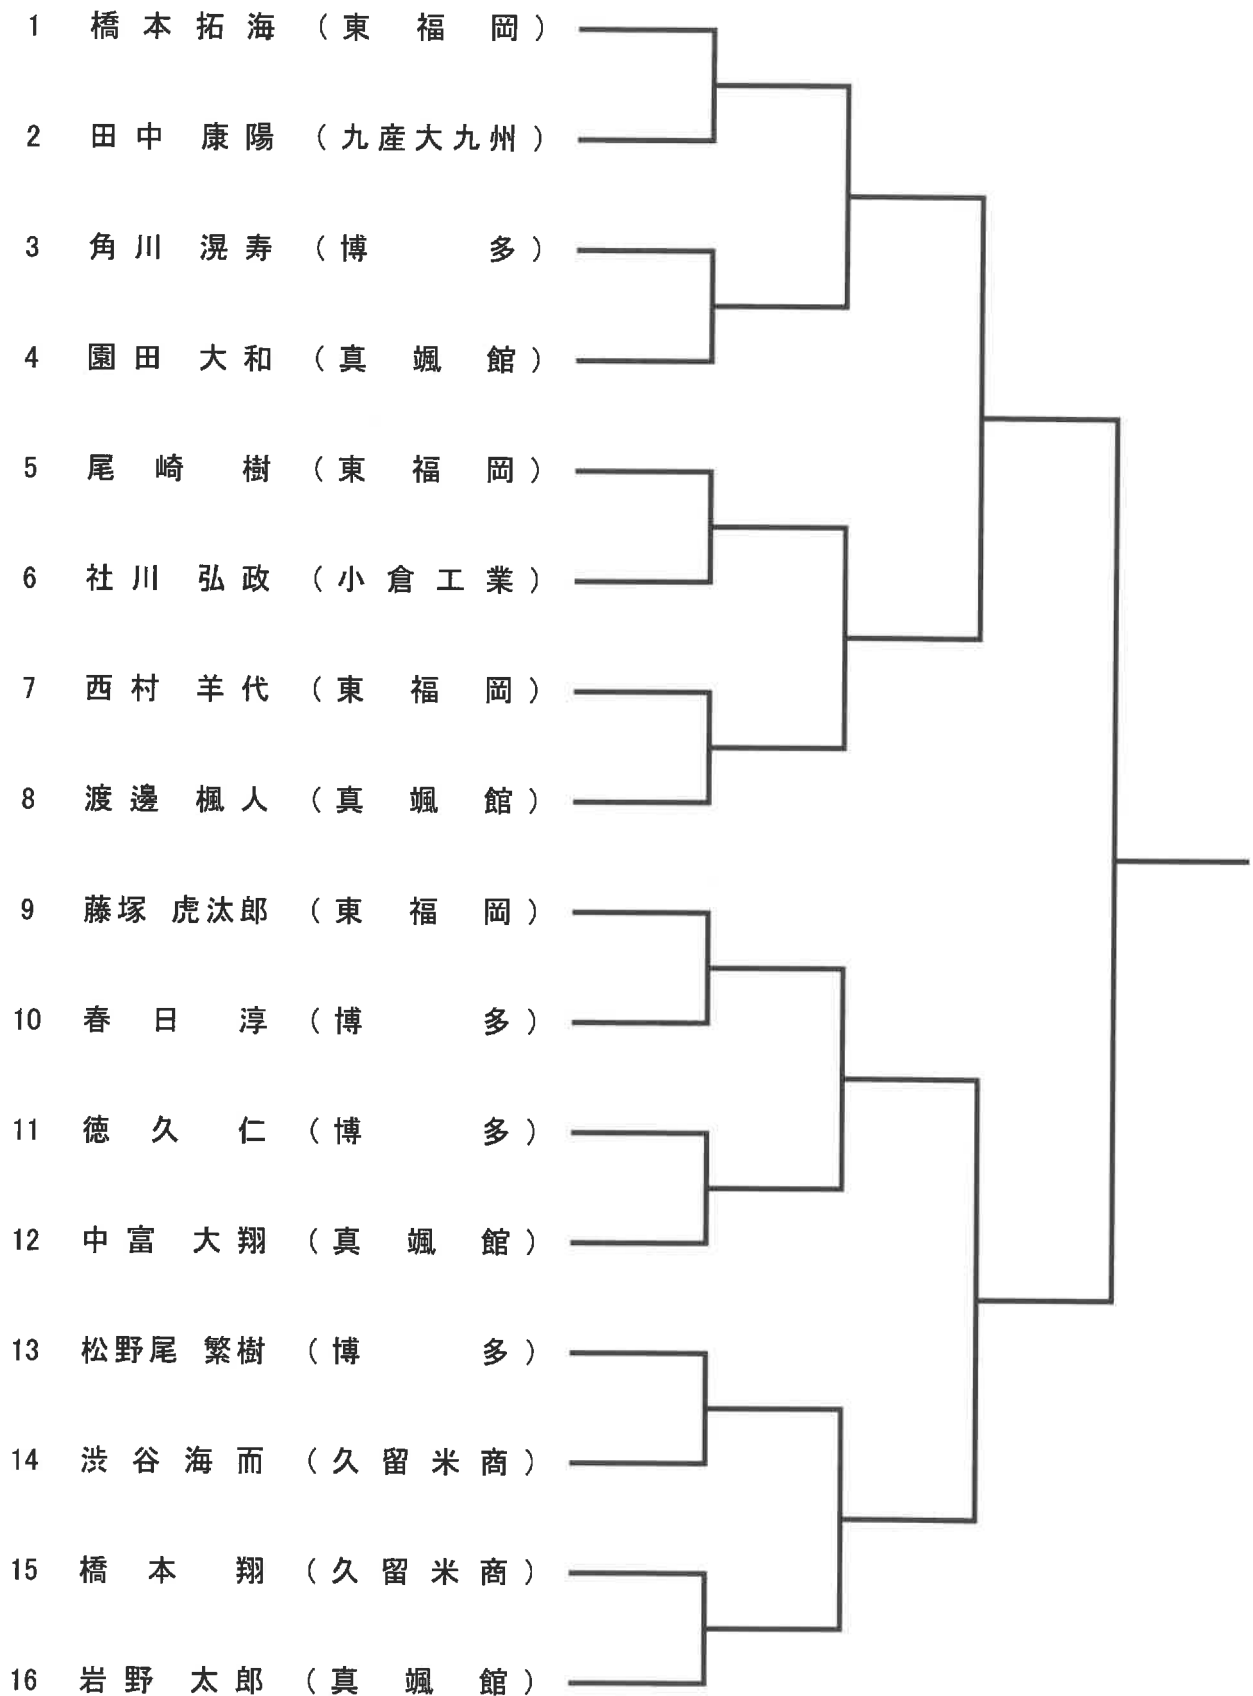 1 橋本拓海 (東福岡)
2 田中 康陽 (九産大九州)
3 角川 滉寿 (博多)
4 園田 大和 (真颯館)
5 尾崎 樹 (東福岡)
6 社川 弘政 (小倉工業)
7 西村 羊代 (東福岡)
8 渡邊 楓人 (真颯館)
9 藤塚 虎汰郎 (東福岡)
10 春日 淳 (博多)
11 徳久 仁 (博多)
12 中富 大翔 (真颯館)
13 松野尾 繁樹 (博多)
14 渋谷海而 (久留米商)
15 橋本 翔 (久留米商)
16 岩野 太郎 (真颯館)